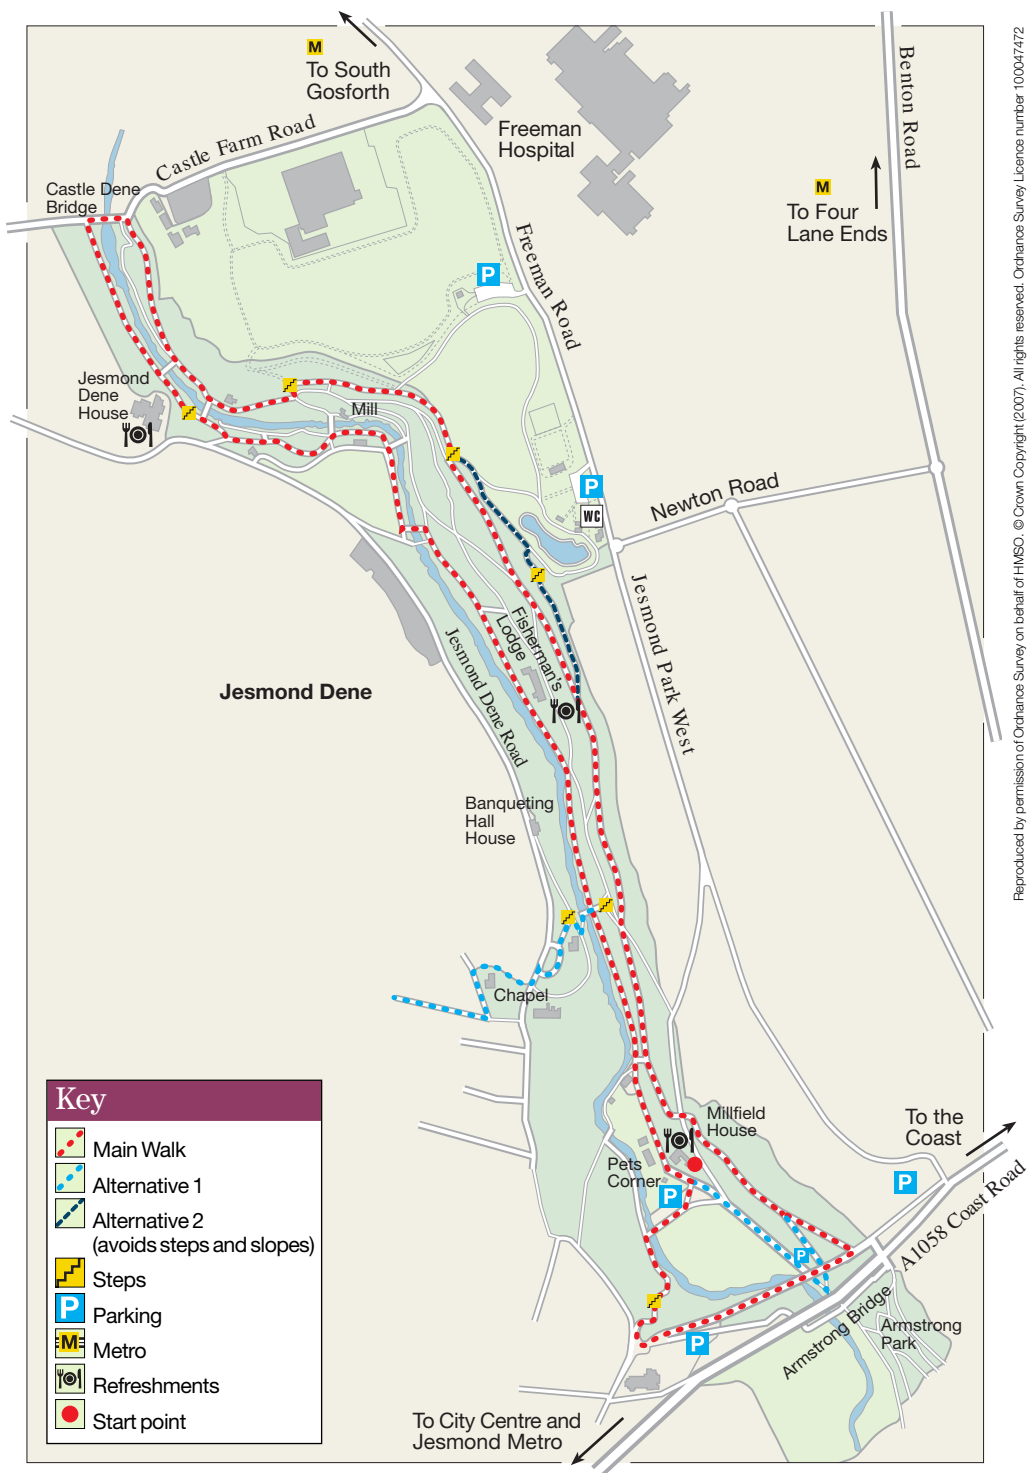 M
To South
Gosforth
Castle Farm Road
Freeman
Hospital
Benton Road
M
To Four
Lane Ends
Castle Dene
Bridge
Freeman Road
P
Jesmond
Dene
House
Mill
P
WC
Newton Road
Fisherman's
Lodge
Jesmond Park West
Jesmond Dene
Jesmond Dene Road
Banqueting
Hall
House
Chapel
Millfield
House
Pets
Corner
P
To the
Coast
P
A1058 Coast Road
P
P
Armstrong Bridge
Armstrong
Park
To City Centre and
Jesmond Metro
Key
Main Walk
Alternative 1
Alternative 2
(avoids steps and slopes)
Steps
P
Parking
M
Metro
Refreshments
Start point
Reproduced by permission of Ordnance Survey on behalf of HMSO. © Crown Copyright (2007). All rights reserved. Ordnance Survey Licence number 100047472